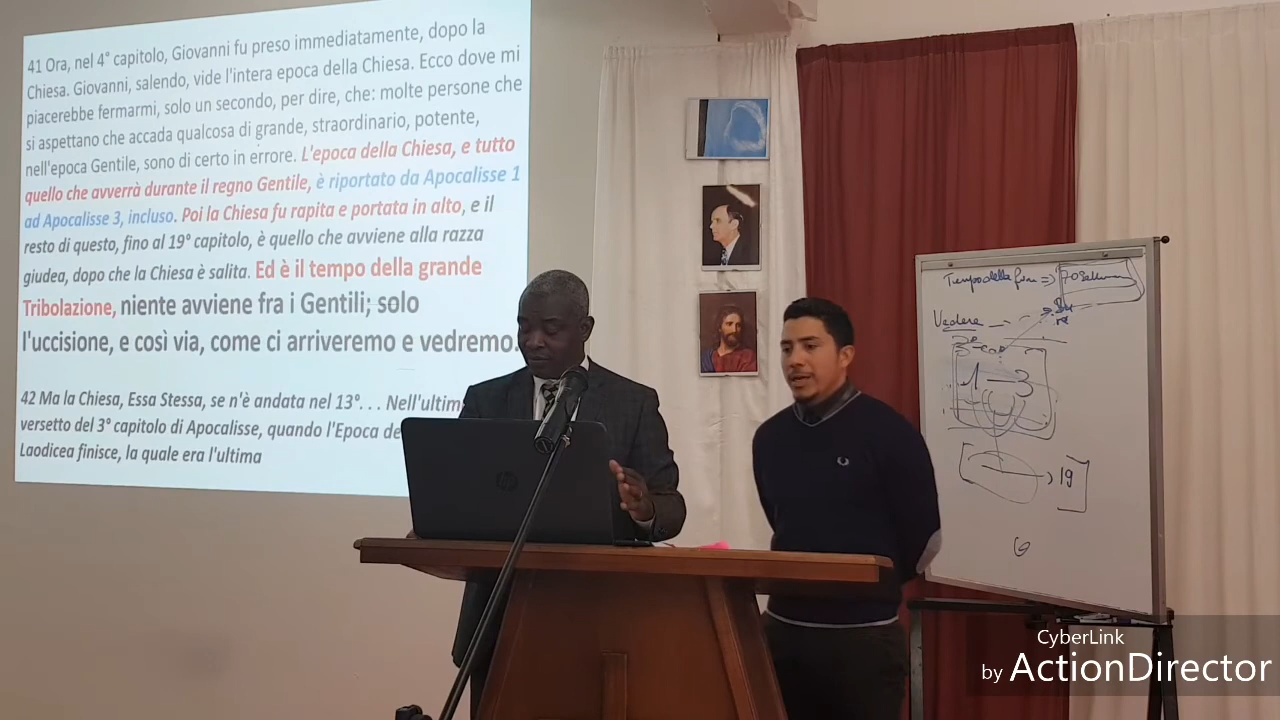 41 Ora, nel 4° capitolo, Giovanni fu preso immediatamente, dopo la
Chiesa. Giovanni, salendo, vide l'intera epoca della Chiesa. Ecco dove mi
piacerebbe fermarmi, solo un secondo, per dire, che: molte persone che
si aspettano che accada qualcosa di grande, straordinario, potente,
nell'epoca Gentile, sono di certo in errore. L'epoca della Chiesa, e tutto
quello che avverrà durante il regno Gentile, è riportato da Apocalisse 1
ad Apocalisse 3, incluso. Poi la Chiesa fu rapita e portata in alto, e il
resto di questo, fino al 19° capitolo, è quello che avviene alla razza
giudea, dopo che la Chiesa è salita. Ed è il tempo della grande
Tribolazione, niente avviene fra i Gentili; solo
l'uccisione, e così via, come ci arriveremo e vedremo.
42 Ma la Chiesa, Essa Stessa, se n'è andata nel 13°. . . Nell'ultim
versetto del 3° capitolo di Apocalisse, quando l'Epoca de
Laodicea finisce, la quale era l'ultima
hp
Tempo della fine => 70
Vedere
1-3
19
CyberLink
by ActionDirector